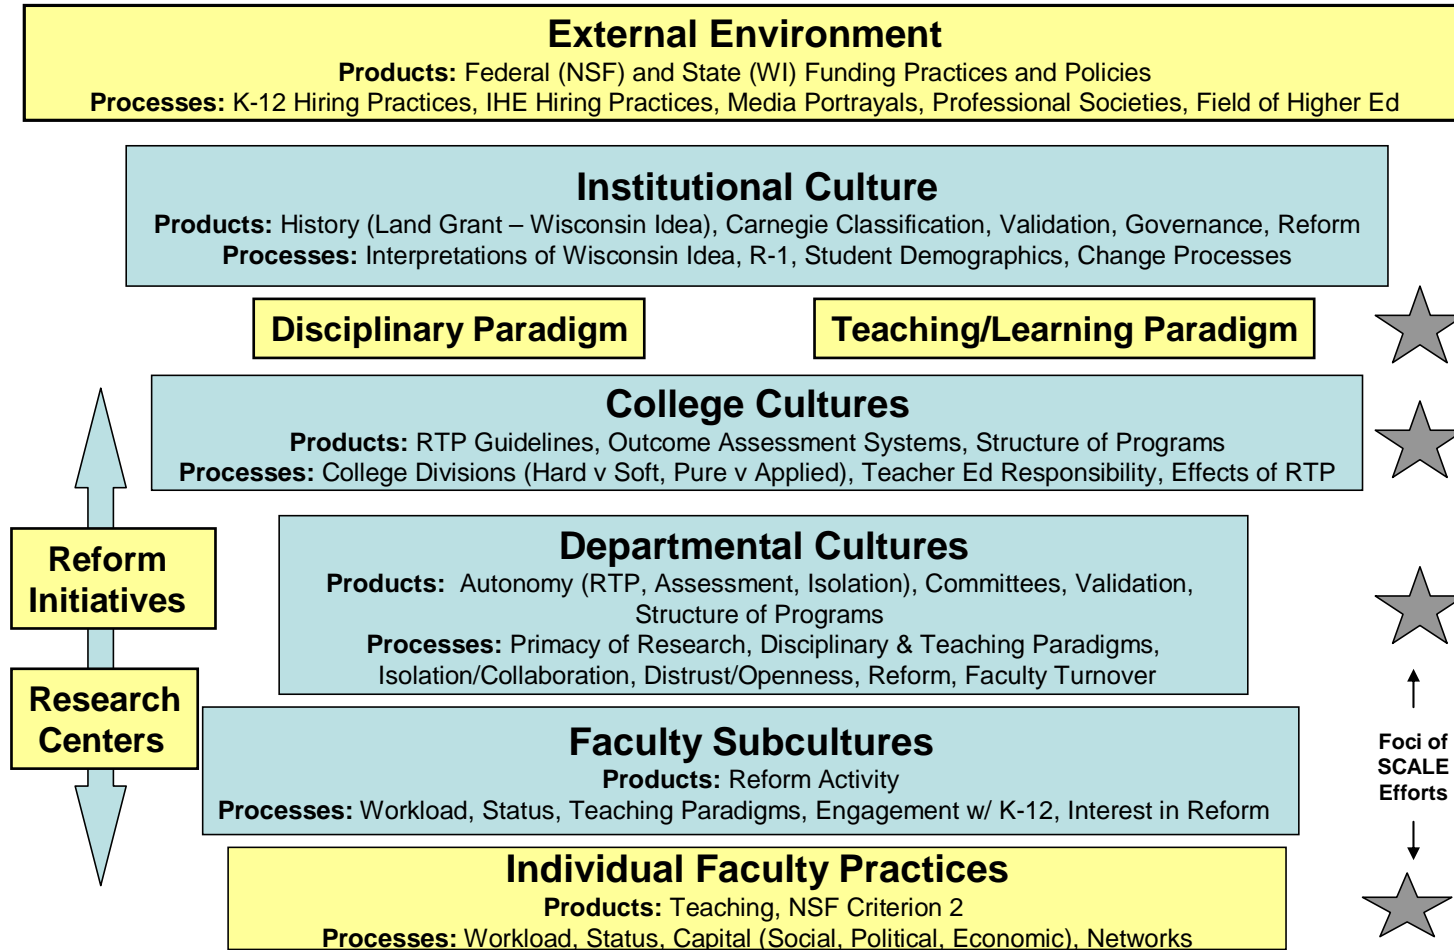 External Environment
Products: Federal (NSF) and State (WI) Funding Practices and Policies
Processes: K-12 Hiring Practices, IHE Hiring Practices, Media Portrayals, Professional Societies, Field of Higher Ed
Institutional Culture
Products: History (Land Grant – Wisconsin Idea), Carnegie Classification, Validation, Governance, Reform
Processes: Interpretations of Wisconsin Idea, R-1, Student Demographics, Change Processes
Disciplinary Paradigm
Teaching/Learning Paradigm
College Cultures
Products: RTP Guidelines, Outcome Assessment Systems, Structure of Programs
Processes: College Divisions (Hard v Soft, Pure v Applied), Teacher Ed Responsibility, Effects of RTP
Reform
Initiatives
Departmental Cultures
Products: Autonomy (RTP, Assessment, Isolation), Committees, Validation,
Structure of Programs
Processes: Primacy of Research, Disciplinary & Teaching Paradigms,
Isolation/Collaboration, Distrust/Openness, Reform, Faculty Turnover
Research
Centers
Faculty Subcultures
Products: Reform Activity
Processes: Workload, Status, Teaching Paradigms, Engagement w/ K-12, Interest in Reform
Foci of
SCALE
Efforts
Individual Faculty Practices
Products: Teaching, NSF Criterion 2
Processes: Workload, Status, Capital (Social, Political, Economic), Networks